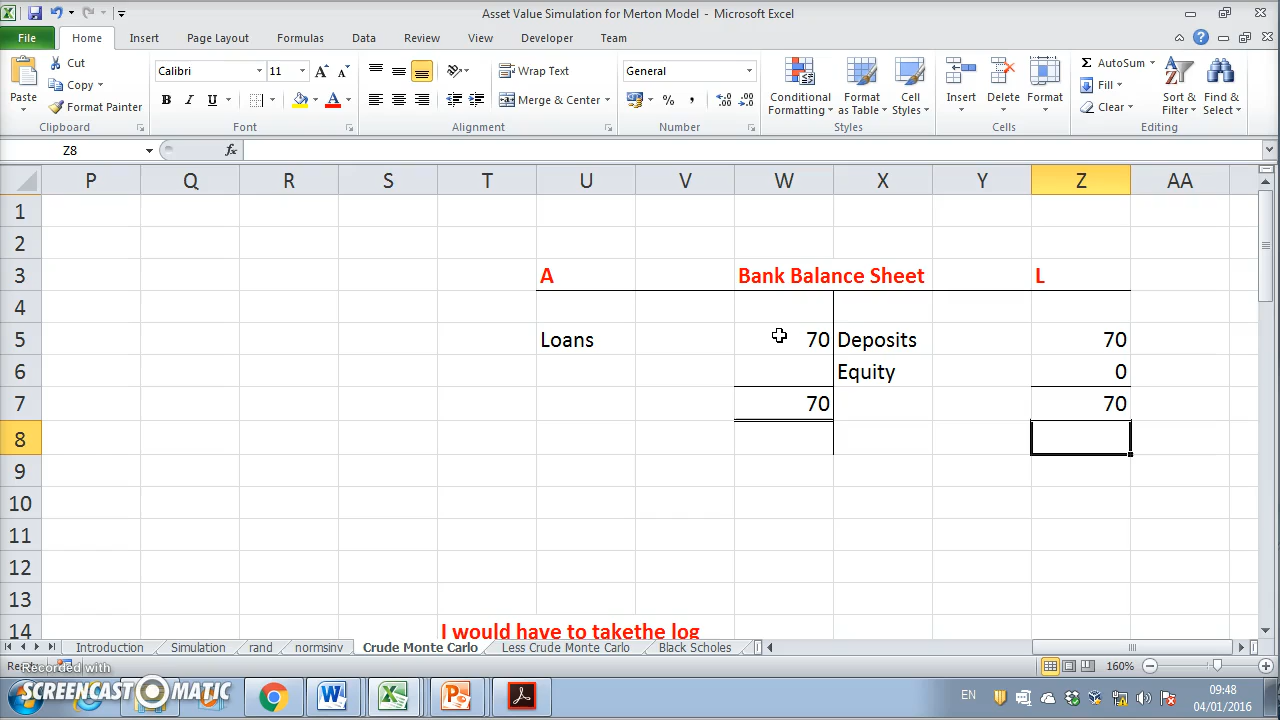 Asset Value Simulation for Merton Model - Microsoft Excel
File Home Insert Page Layout Formulas Data Review View Developer Team
Paste
Cut
Copy
Format Painter
Clipboard
Calibri 11
B I U A
Font
Wrap Text
Merge & Center
Alignment
General
% ,
Number
Conditional Formatting
Format as Table
Cell Styles
Styles
Insert Delete Format
Cells
Σ AutoSum
Fill
Clear
Sort & Filter
Find & Select
Editing
Z8 fx
P Q R S T U V W X Y Z AA
1
2
3 A Bank Balance Sheet L
4
5 Loans 70 Deposits 70
6 Equity 0
7 70 70
8
9
10
11
12
13
14 I would have to takethe log
Introduction Simulation rand normsinv Crude Monte Carlo Less Crude Monte Carlo Black Scholes
Recorded with
SCREENCAST MATIC
160%
EN
09:48
04/01/2016